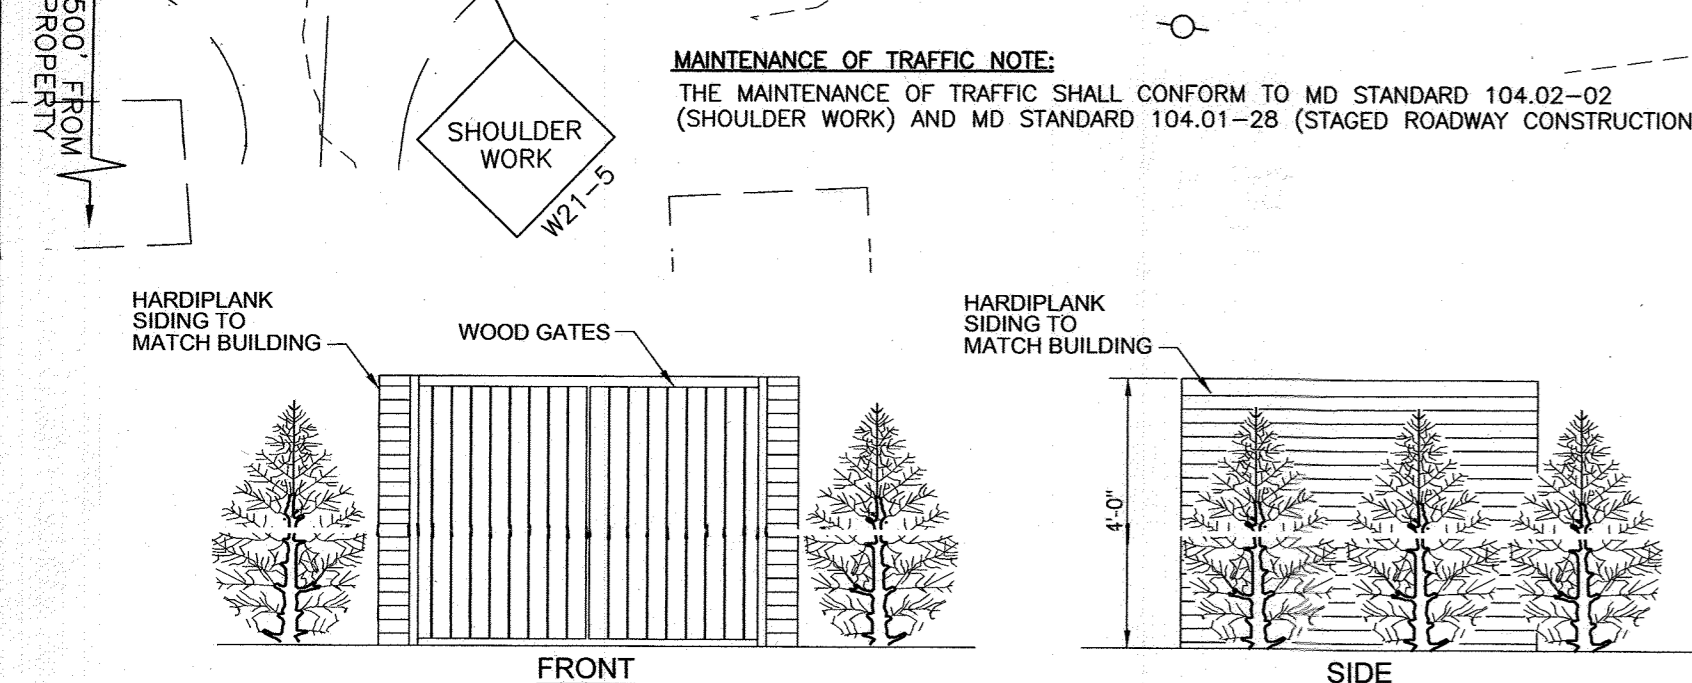 500' FROM
PROPERTY
SHOULDER
WORK
W21-5
MAINTENANCE OF TRAFFIC NOTE:
THE MAINTENANCE OF TRAFFIC SHALL CONFORM TO MD STANDARD 104.02-02
(SHOULDER WORK) AND MD STANDARD 104.01-28 (STAGED ROADWAY CONSTRUCTION
HARDIPLANK
SIDING TO
MATCH BUILDING
WOOD GATES
FRONT
HARDIPLANK
SIDING TO
MATCH BUILDING
4'-0"
SIDE